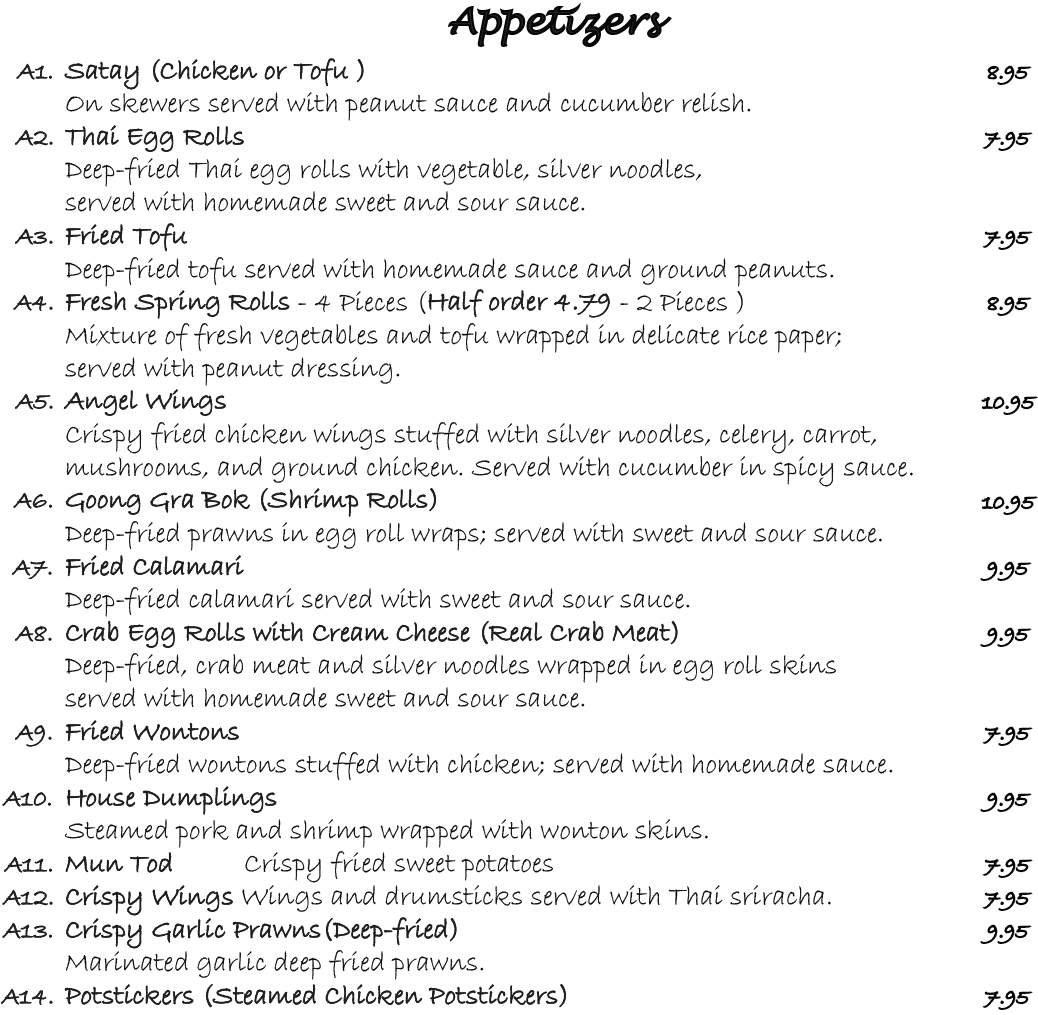 Appetizers
A1. Satay (Chicken or Tofu ) 8.95
On skewers served with peanut sauce and cucumber relish.
A2. Thai Egg Rolls 7.95
Deep-fried Thai egg rolls with vegetable, silver noodles,
served with homemade sweet and sour sauce.
A3. Fried Tofu 7.95
Deep-fried tofu served with homemade sauce and ground peanuts.
A4. Fresh Spring Rolls - 4 Pieces (Half order 4.79 - 2 Pieces ) 8.95
Mixture of fresh vegetables and tofu wrapped in delicate rice paper;
served with peanut dressing.
A5. Angel Wings 10.95
Crispy fried chicken wings stuffed with silver noodles, celery, carrot,
mushrooms, and ground chicken. Served with cucumber in spicy sauce.
A6. Goong Gra Bok (Shrimp Rolls) 10.95
Deep-fried prawns in egg roll wraps; served with sweet and sour sauce.
A7. Fried Calamari 9.95
Deep-fried calamari served with sweet and sour sauce.
A8. Crab Egg Rolls with Cream Cheese (Real Crab Meat) 9.95
Deep-fried, crab meat and silver noodles wrapped in egg roll skins
served with homemade sweet and sour sauce.
A9. Fried Wontons 7.95
Deep-fried wontons stuffed with chicken; served with homemade sauce.
A10. House Dumplings 9.95
Steamed pork and shrimp wrapped with wonton skins.
A11. Mun Tod Crispy fried sweet potatoes 7.95
A12. Crispy Wings Wings and drumsticks served with Thai sriracha. 7.95
A13. Crispy Garlic Prawns (Deep-fried) 9.95
Marinated garlic deep fried prawns.
A14. Potstickers (Steamed Chicken Potstickers) 7.95